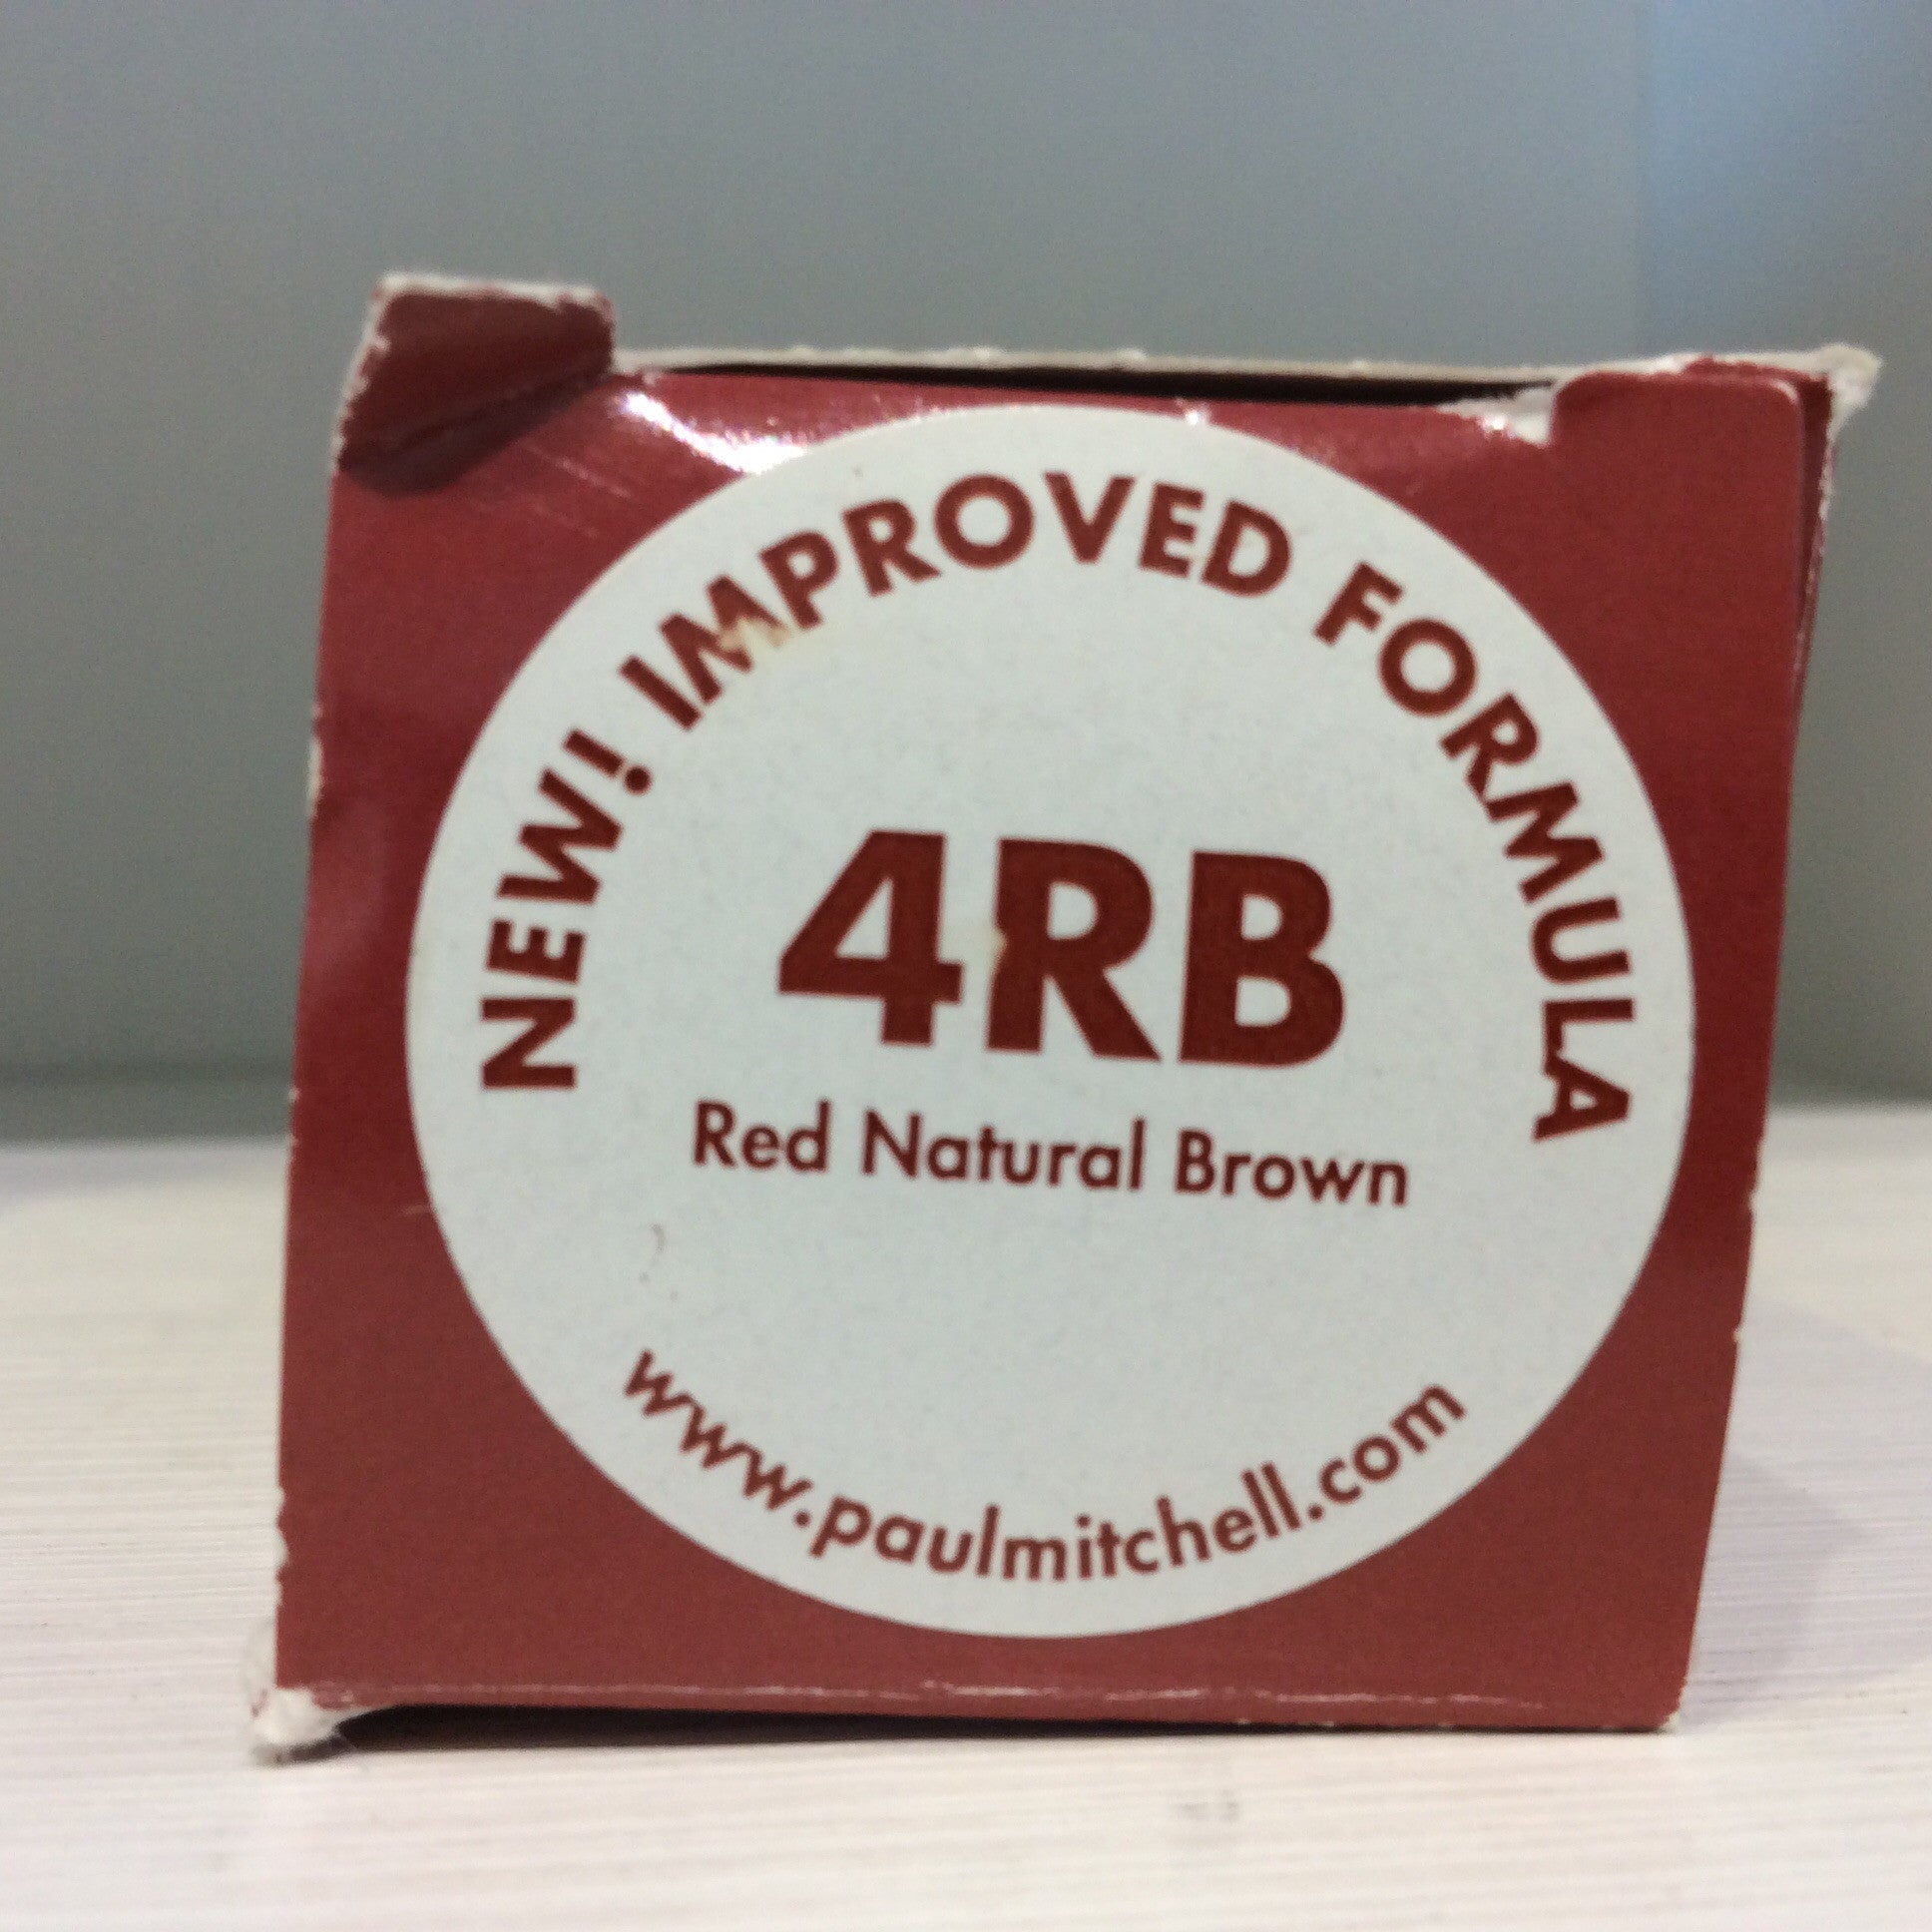 NEW! IMPROVED FORMULA
4RB
Red Natural Brown
www.paulmitchell.com